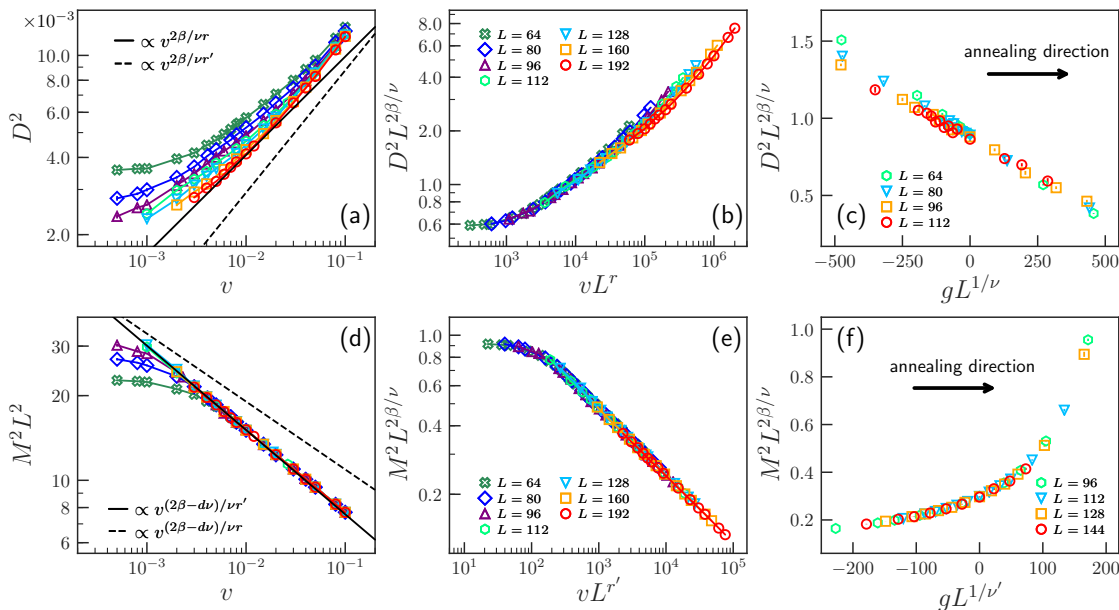 ×10⁻³
10.0
6.0
4.0
2.0
D²
∝ v^{2β/νr}
∝ v^{2β/νr′}
(a)
10⁻³ 10⁻² 10⁻¹
v
8.0
4.0
2.0
1.0
0.6
D²L^{2β/ν}
L = 64
L = 80
L = 96
L = 112
L = 128
L = 160
L = 192
(b)
10³ 10⁴ 10⁵ 10⁶
vL^r
1.5
1.0
0.5
D²L^{2β/ν}
annealing direction
L = 64
L = 80
L = 96
L = 112
(c)
−500 −250 0 250 500
gL^{1/ν}
30
20
10
8
6
M²L²
(d)
∝ v^{(2β−dν)/νr′}
∝ v^{(2β−dν)/νr}
10⁻³ 10⁻² 10⁻¹
v
1.0
0.8
0.6
0.4
0.2
M²L^{2β/ν}
(e)
L = 64
L = 80
L = 96
L = 112
L = 128
L = 160
L = 192
10¹ 10² 10³ 10⁴ 10⁵
vL^{r′}
1.0
0.8
0.6
0.4
0.2
M²L^{2β/ν}
(f)
annealing direction
L = 96
L = 112
L = 128
L = 144
−200 −100 0 100 200
gL^{1/ν′}